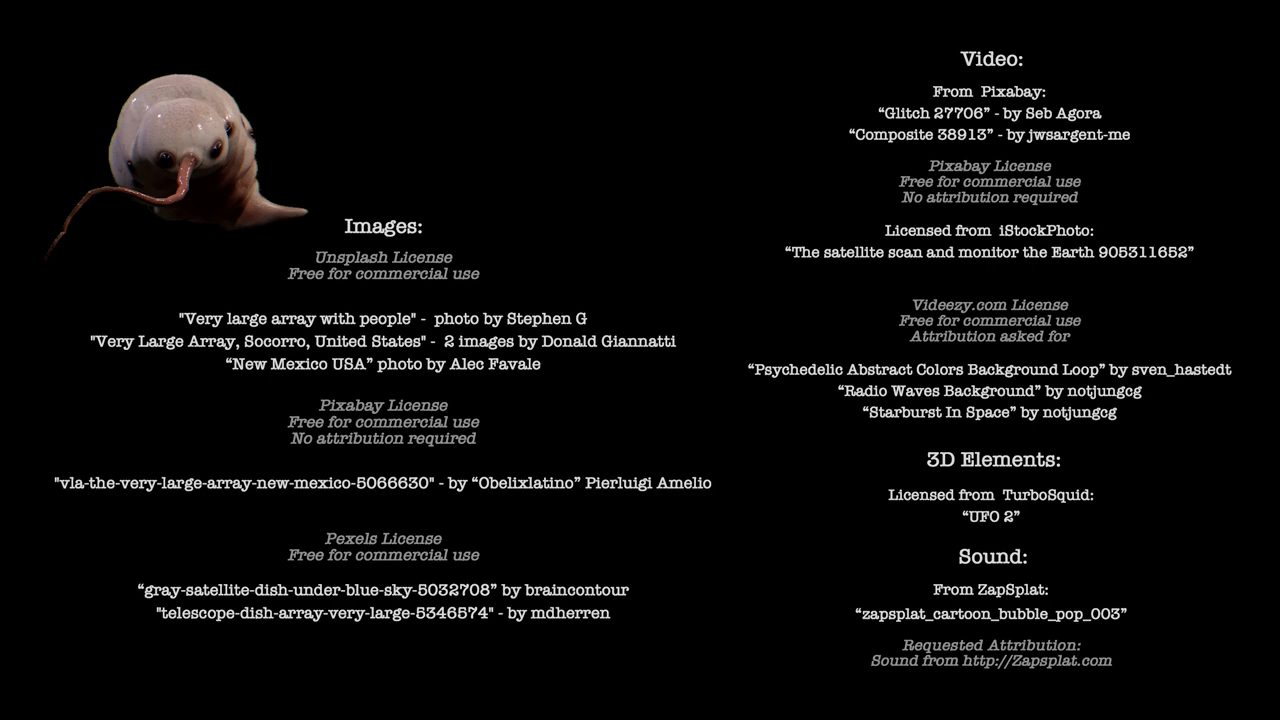 Images:
Unsplash License
Free for commercial use
"Very large array with people" - photo by Stephen G
"Very Large Array, Socorro, United States" - 2 images by Donald Giannatti
“New Mexico USA” photo by Alec Favale
Pixabay License
Free for commercial use
No attribution required
"vla-the-very-large-array-new-mexico-5066630" - by “Obelixlatino” Pierluigi Amelio
Pexels License
Free for commercial use
“gray-satellite-dish-under-blue-sky-5032708” by braincontour
"telescope-dish-array-very-large-5346574" - by mdherren
Video:
From Pixabay:
“Glitch 27706” - by Seb Agora
“Composite 38913” - by jwsargent-me
Pixabay License
Free for commercial use
No attribution required
Licensed from iStockPhoto:
“The satellite scan and monitor the Earth 905311652”
Videezy.com License
Free for commercial use
Attribution asked for
“Psychedelic Abstract Colors Background Loop” by sven_hastedt
“Radio Waves Background” by notjungcg
“Starburst In Space” by notjungcg
3D Elements:
Licensed from TurboSquid:
“UFO 2”
Sound:
From ZapSplat:
“zapsplat_cartoon_bubble_pop_003”
Requested Attribution:
Sound from http://Zapsplat.com